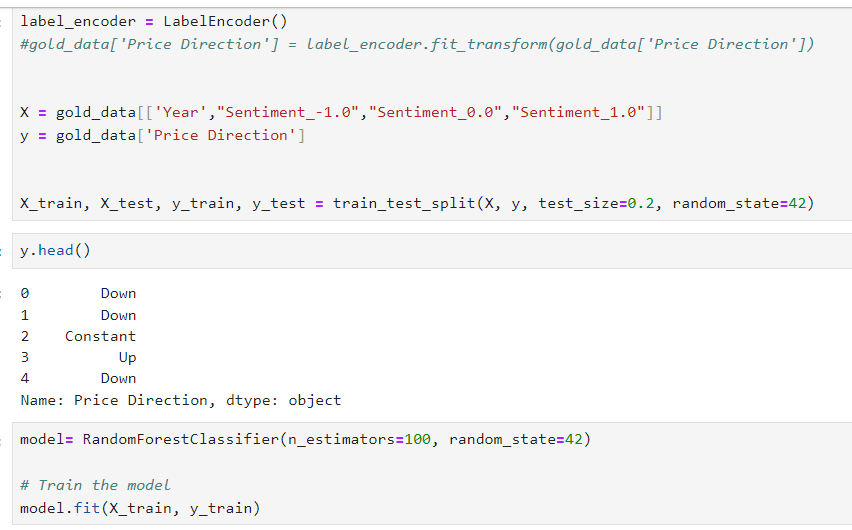 label_encoder = LabelEncoder()
#gold_data['Price Direction'] = label_encoder.fit_transform(gold_data['Price Direction'])
X = gold_data[['Year',"Sentiment_-1.0","Sentiment_0.0","Sentiment_1.0"]]
y = gold_data['Price Direction']
X_train, X_test, y_train, y_test = train_test_split(X, y, test_size=0.2, random_state=42)
y.head()
0        Down
1        Down
2    Constant
3          Up
4        Down
Name: Price Direction, dtype: object
model= RandomForestClassifier(n_estimators=100, random_state=42)
# Train the model
model.fit(X_train, y_train)